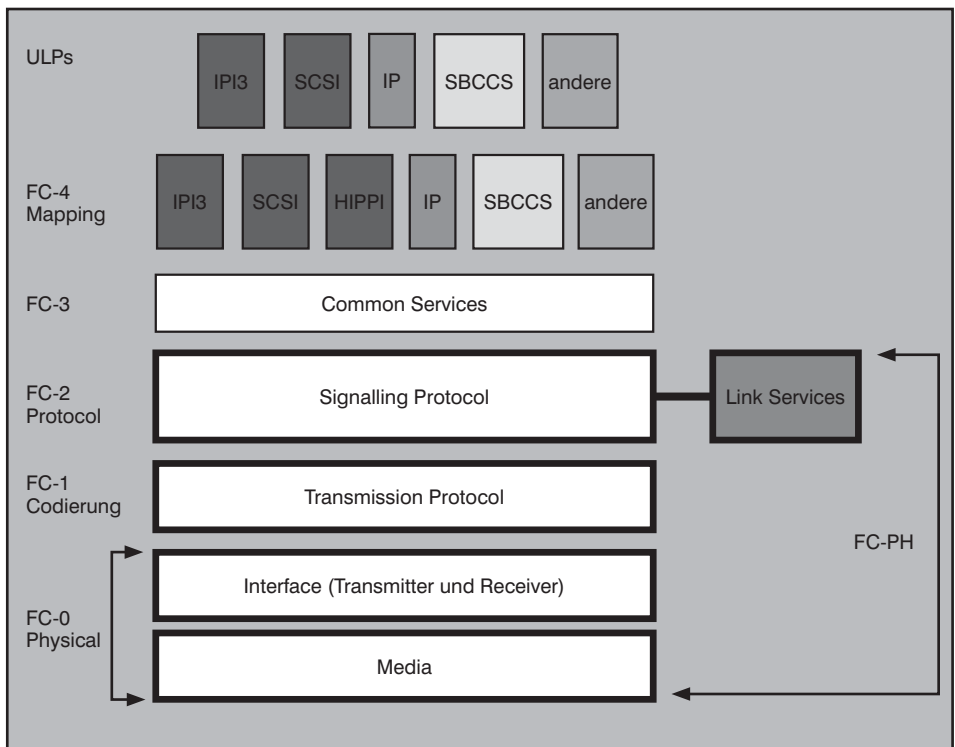 ULPs
IPI3 SCSI IP SBCCS andere
FC-4
Mapping
IPI3 SCSI HIPPI IP SBCCS andere
FC-3
Common Services
FC-2
Protocol
Signalling Protocol
Link Services
FC-1
Codierung
Transmission Protocol
FC-PH
Interface (Transmitter und Receiver)
FC-0
Physical
Media